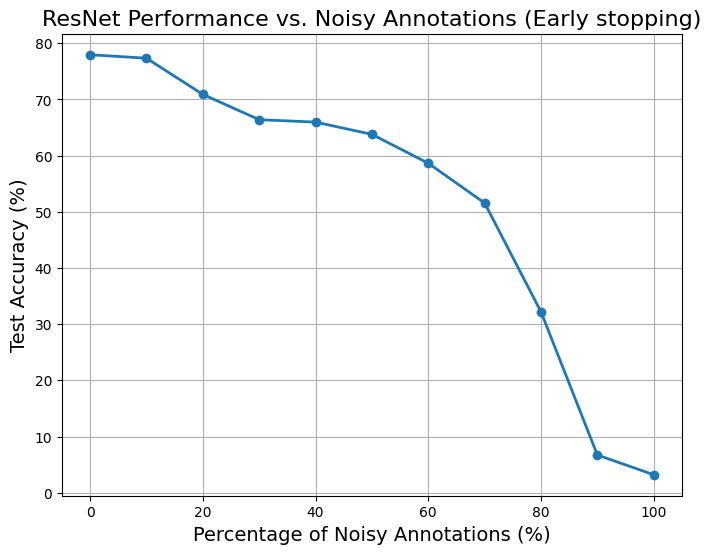 ResNet Performance vs. Noisy Annotations (Early stopping)
Test Accuracy (%)
80
70
60
50
40
30
20
10
0
0 20 40 60 80 100
Percentage of Noisy Annotations (%)